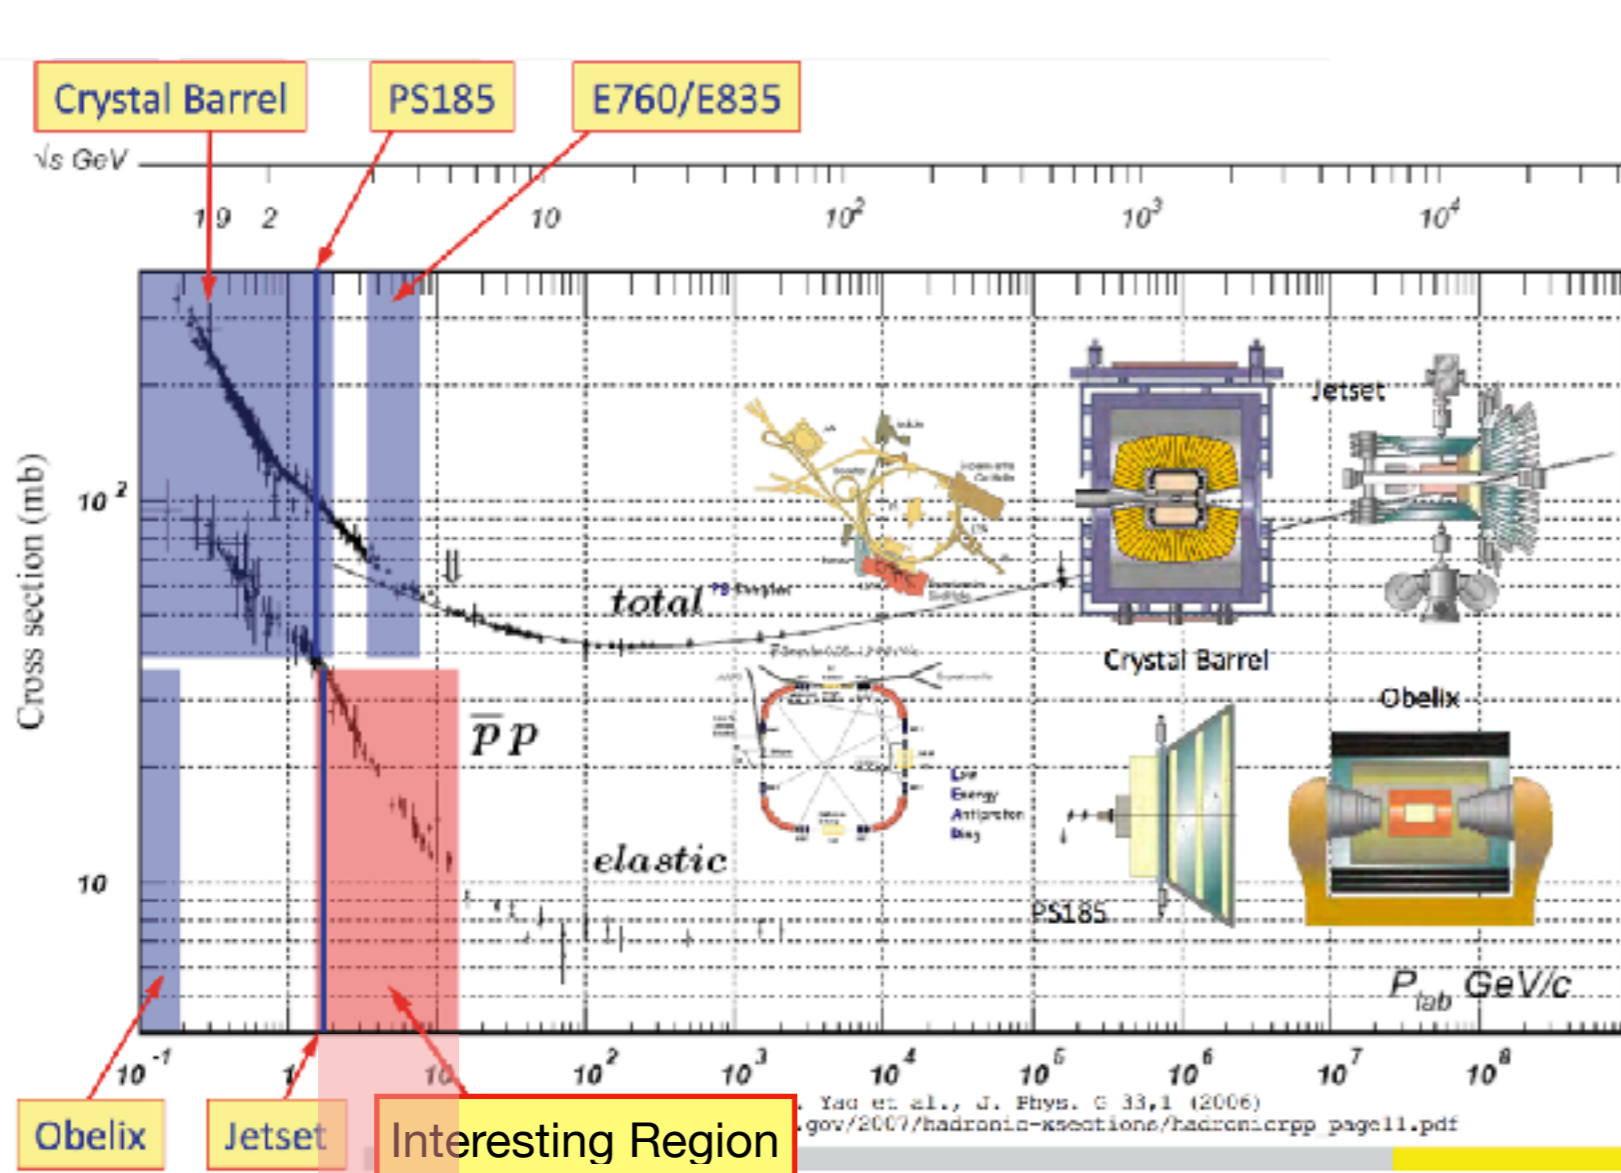 Crystal Barrel
PS185
E760/E835
√s GeV
1.9 2 10 10² 10³ 10⁴
Cross section (mb)
10²
10
Jetset
total
Crystal Barrel
Obelix
p̅ p
Low
Energy
Antiproton
Ring
elastic
PS185
P_lab GeV/c
10⁻¹ 1 10 10² 10³ 10⁴ 10⁵ 10⁶ 10⁷ 10⁸
. Yao et al., J. Phys. G 33,1 (2006)
.gov/2007/hadronic-xsections/hadronicrpp_page11.pdf
Obelix
Jetset
Interesting Region